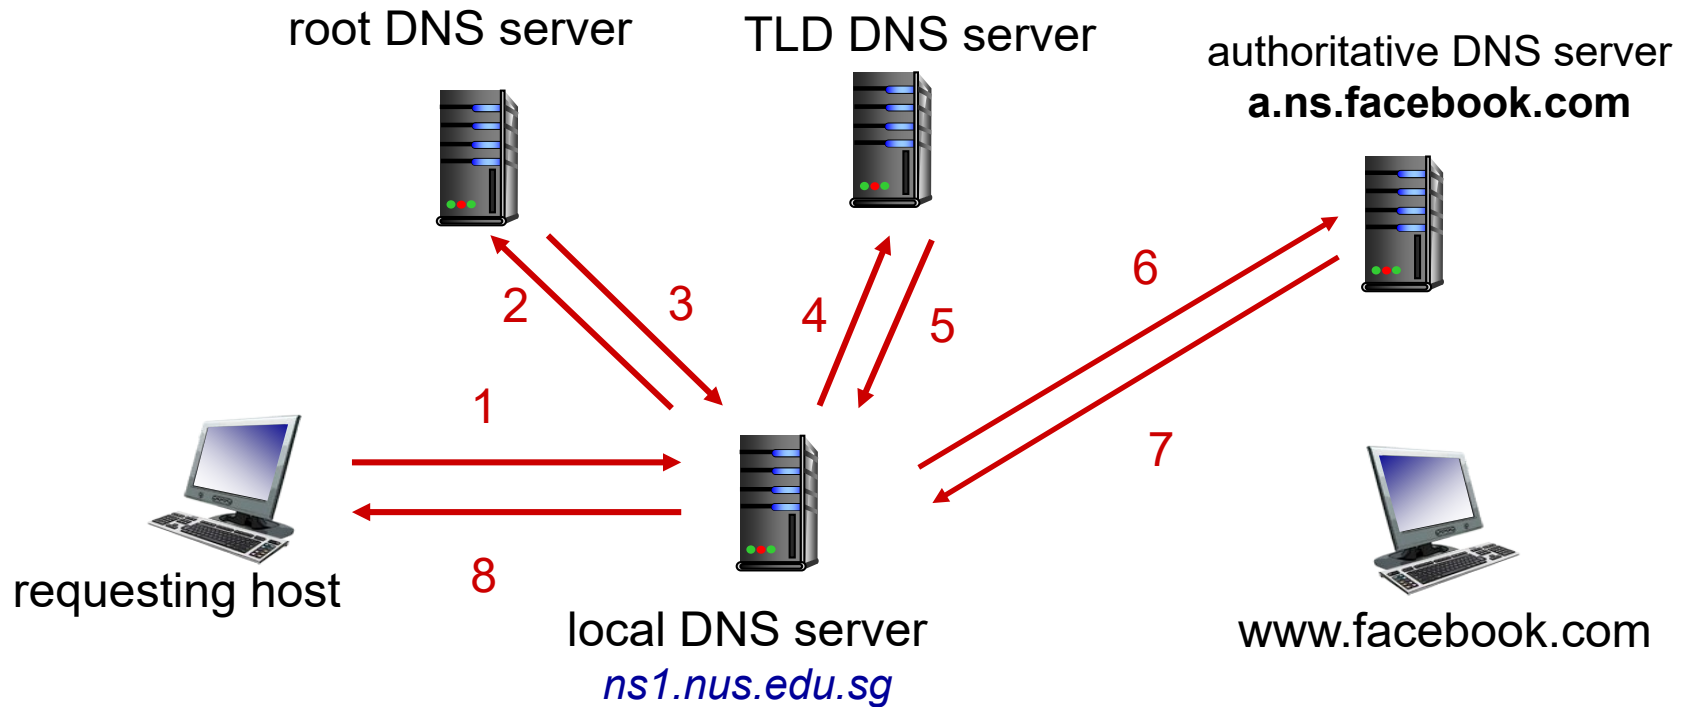 root DNS server
TLD DNS server
authoritative DNS server
a.ns.facebook.com
2
3
4
5
6
7
1
8
requesting host
local DNS server
ns1.nus.edu.sg
www.facebook.com